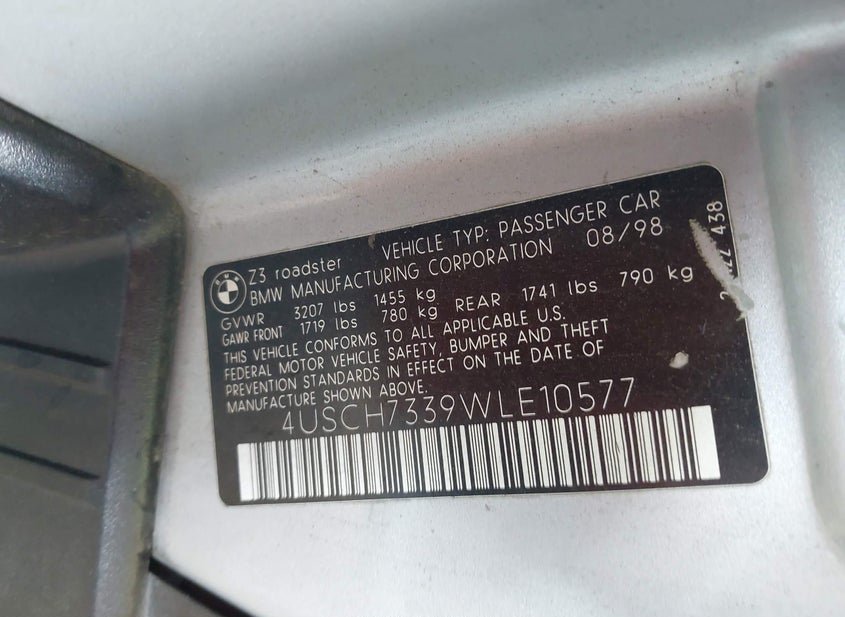 BMW
Z3 roadster VEHICLE TYP: PASSENGER CAR
BMW MANUFACTURING CORPORATION 08/98
GVWR 3207 lbs 1455 kg
GAWR FRONT 1719 lbs 780 kg REAR 1741 lbs 790 kg
THIS VEHICLE CONFORMS TO ALL APPLICABLE U.S.
FEDERAL MOTOR VEHICLE SAFETY, BUMPER AND THEFT
PREVENTION STANDARDS IN EFFECT ON THE DATE OF
MANUFACTURE SHOWN ABOVE.
4USCH7339WLE10577
438